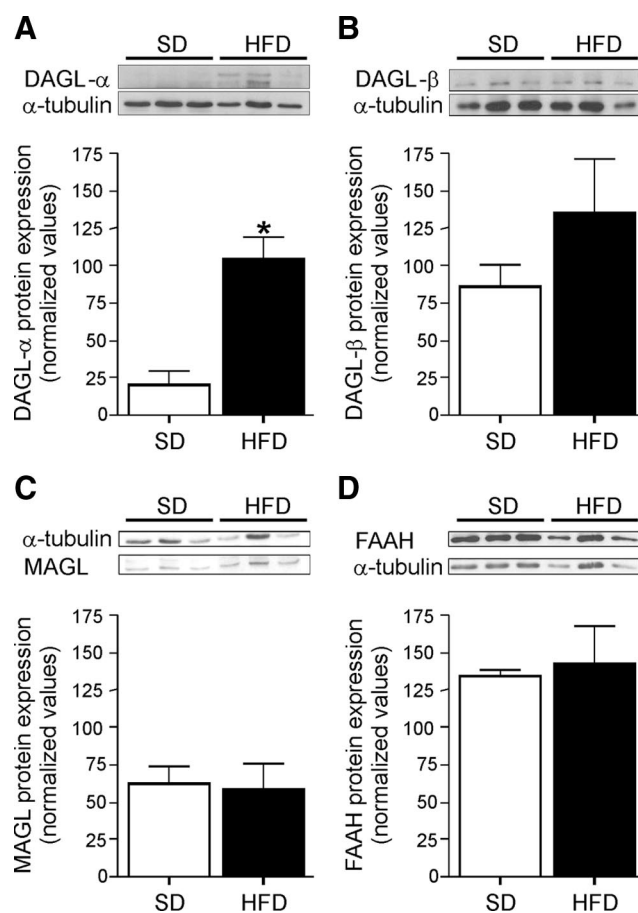 A
SD HFD
DAGL-α
α-tubulin
DAGL-α protein expression
(normalized values)
175
150
125
100
75
50
25
0
*
SD HFD
B
SD HFD
DAGL-β
α-tubulin
DAGL-β protein expression
(normalized values)
175
150
125
100
75
50
25
0
SD HFD
C
SD HFD
α-tubulin
MAGL
MAGL protein expression
(normalized values)
175
150
125
100
75
50
25
0
SD HFD
D
SD HFD
FAAH
α-tubulin
FAAH protein expression
(normalized values)
175
150
125
100
75
50
25
0
SD HFD